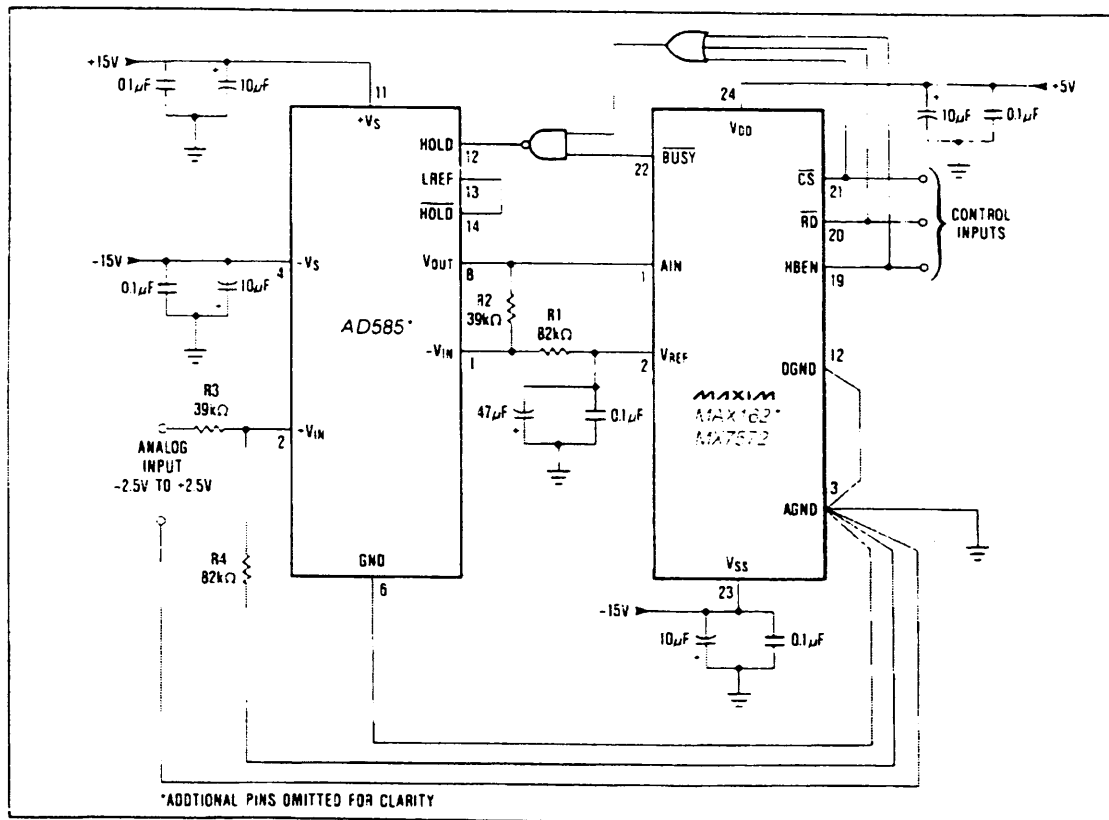 +15V
0.1µF
10µF
+
11
+VS
HOLD
12
LREF
13
HOLD
14
-15V
4
-VS
0.1µF
10µF
+
VOUT
8
AD585*
R2
39kΩ
R1
82kΩ
-VIN
1
R3
39kΩ
2
+VIN
ANALOG
INPUT
-2.5V TO +2.5V
R4
82kΩ
GND
6
47µF
+
0.1µF
24
VDD
BUSY
22
+5V
10µF
+
0.1µF
CS
21
RD
20
HBEN
19
CONTROL
INPUTS
AIN
1
VREF
2
DGND
12
MAXIM
MAX162*
MX7572
3
AGND
VSS
23
-15V
10µF
+
0.1µF
*ADDTIONAL PINS OMITTED FOR CLARITY